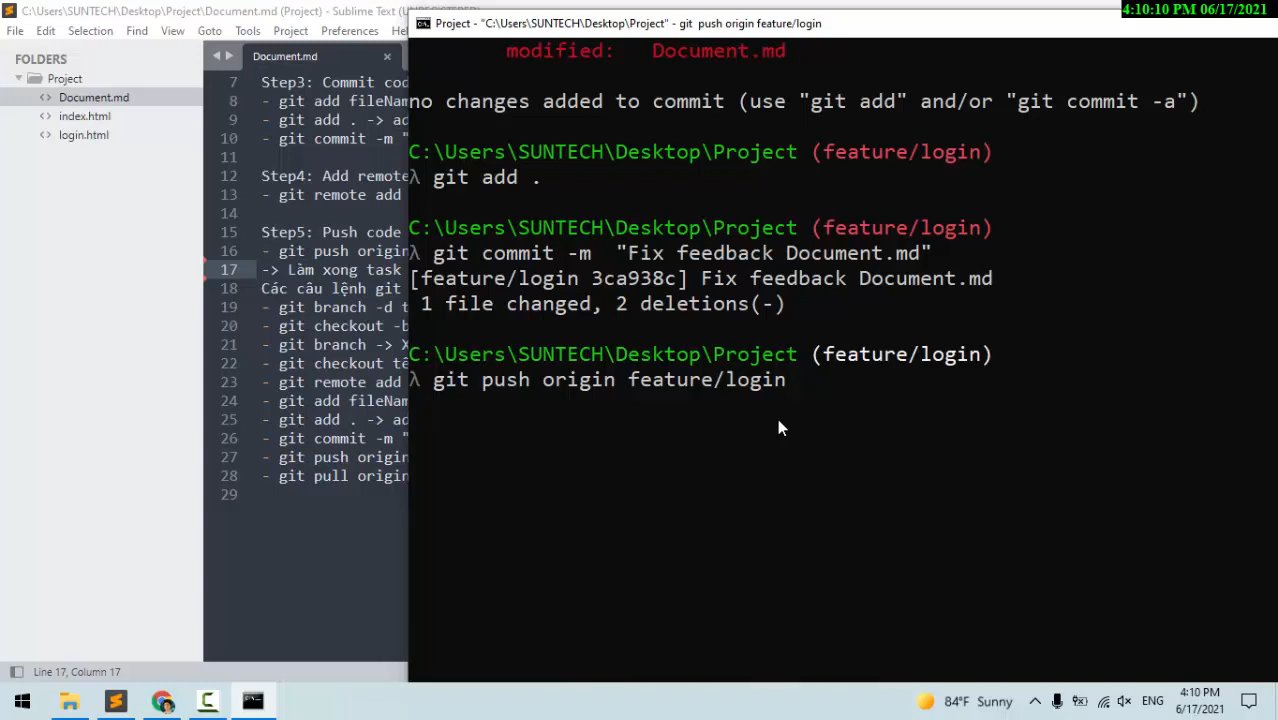 C:\Users\SUNTECH\Desktop\Project\Document.md (Project) - Sublime Text
4:10:10 PM 06/17/2021
Project - "C:\Users\SUNTECH\Desktop\Project" - git push origin feature/login
File Edit Selection Find View Goto Tools Project Preferences
FOLDERS
Project
Document.md
index.html
login.html
Document.md
7 Step3: Commit
8 - git add
9 - git add . ->
10 - git commit -m "
11
12 Step4: Add remote
13 - git remote add
14
15 Step5: Push code
16 - git push origin
17 -> Làm xong task
18 Các câu lệnh git
19 - git branch -d
20 - git checkout
21 - git branch ->
22 - git checkout
23 - git remote add
24 - git add
25 - git add . ->
26 - git commit -m "
27 - git push origin
28 - git pull origin
29
modified: Document.md
no changes added to commit (use "git add" and/or "git commit -a")
C:\Users\SUNTECH\Desktop\Project (feature/login)
λ git add .
C:\Users\SUNTECH\Desktop\Project (feature/login)
λ git commit -m "Fix feedback Document.md"
[feature/login 3ca938c] Fix feedback Document.md
1 file changed, 2 deletions(-)
C:\Users\SUNTECH\Desktop\Project (feature/login)
λ git push origin feature/login
Line 17, Column 17
84°F Sunny
ENG
4:10 PM
6/17/2021